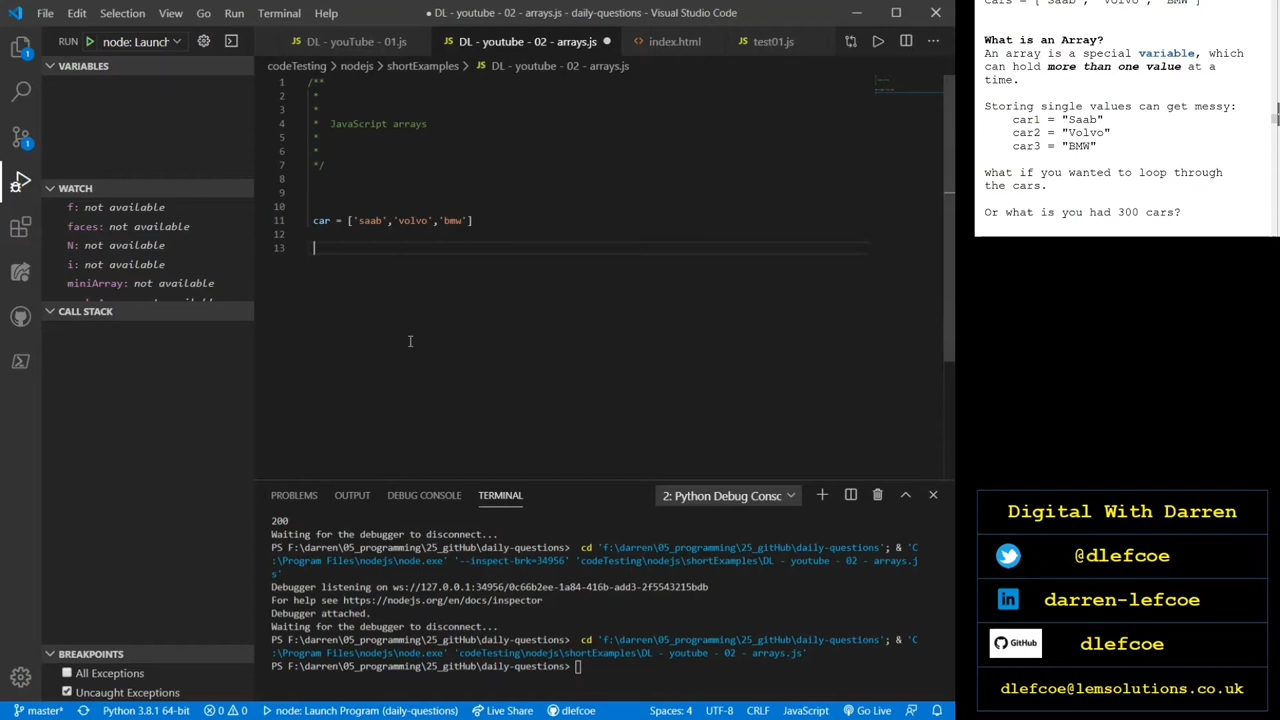 File Edit Selection View Go Run Terminal Help
● DL - youtube - 02 - arrays.js - daily-questions - Visual Studio Code
RUN node: Launch
DL - youTube - 01.js
DL - youtube - 02 - arrays.js
index.html
test01.js
codeTesting > nodejs > shortExamples > JS DL - youtube - 02 - arrays.js
VARIABLES
WATCH
f: not available
faces: not available
N: not available
i: not available
miniArray: not available
CALL STACK
BREAKPOINTS
All Exceptions
Uncaught Exceptions
1 /**
2 *
3 *
4 * JavaScript arrays
5 *
6 *
7 */
8
9
10
11 car = ['saab','volvo','bmw']
12
13
PROBLEMS OUTPUT DEBUG CONSOLE TERMINAL
2: Python Debug Consc
200
Waiting for the debugger to disconnect...
PS F:\darren\05_programming\25_gitHub\daily-questions> cd 'f:\darren\05_programming\25_gitHub\daily-questions'; & 'C
:\Program Files\nodejs\node.exe' '--inspect-brk=34956' 'codeTesting\nodejs\shortExamples\DL - youtube - 02 - arrays.j
s'
Debugger listening on ws://127.0.0.1:34956/0c66b2ee-1a84-416b-add3-2f5543215bdb
For help see https://nodejs.org/en/docs/inspector
Debugger attached.
Waiting for the debugger to disconnect...
PS F:\darren\05_programming\25_gitHub\daily-questions> cd 'f:\darren\05_programming\25_gitHub\daily-questions'; & 'C
:\Program Files\nodejs\node.exe' 'codeTesting\nodejs\shortExamples\DL - youtube - 02 - arrays.js'
PS F:\darren\05_programming\25_gitHub\daily-questions>
master* Python 3.8.1 64-bit 0 0 node: Launch Program (daily-questions) Live Share dlefcoe Spaces: 4 UTF-8 CRLF JavaScript Go Live
cars = ["Saab", "Volvo", "BMW"]
What is an Array?
An array is a special variable, which
can hold more than one value at a
time.
Storing single values can get messy:
car1 = "Saab"
car2 = "Volvo"
car3 = "BMW"
what if you wanted to loop through
the cars.
Or what is you had 300 cars?
Digital With Darren
@dlefcoe
in darren-lefcoe
GitHub dlefcoe
dlefcoe@lemsolutions.co.uk